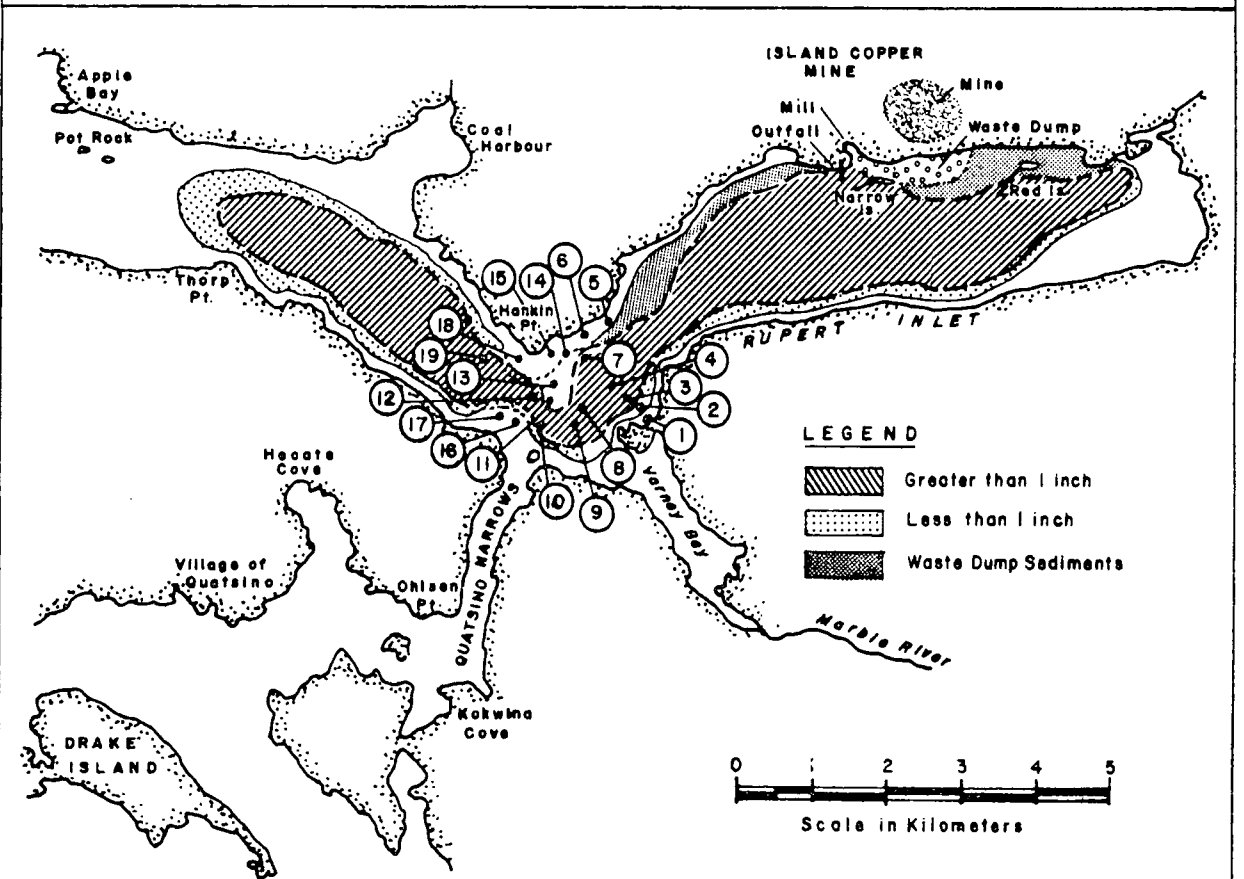 ISLAND COPPER
MINE
Mine
Mill
Outfall
Waste Dump
Narrow
Is.
Red Is.
Apple
Bay
Pot Rock
Coal
Harbour
Thorp
Pt.
Hankin
Pt.
RUPERT INLET
15
14
6
5
18
19
13
12
17
16
11
10
9
8
7
4
3
2
1
Hecate
Cove
Village of
Quatsino
Ohlsen
Pt.
QUATSINO NARROWS
Varney Bay
Marble River
Kokwina
Cove
DRAKE
ISLAND
LEGEND
Greater than 1 inch
Less than 1 inch
Waste Dump Sediments
0 1 2 3 4 5
Scale in Kilometers